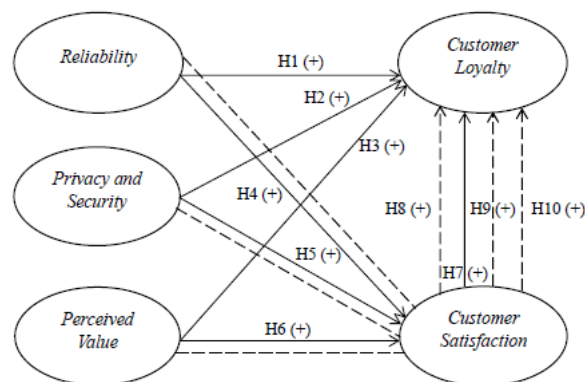 Reliability
Customer
Loyalty
H1 (+)
H2 (+)
H3 (+)
Privacy and
Security
H4 (+)
H8 (+)
H9 (+)
H10 (+)
H5 (+)
H7 (+)
Perceived
Value
H6 (+)
Customer
Satisfaction